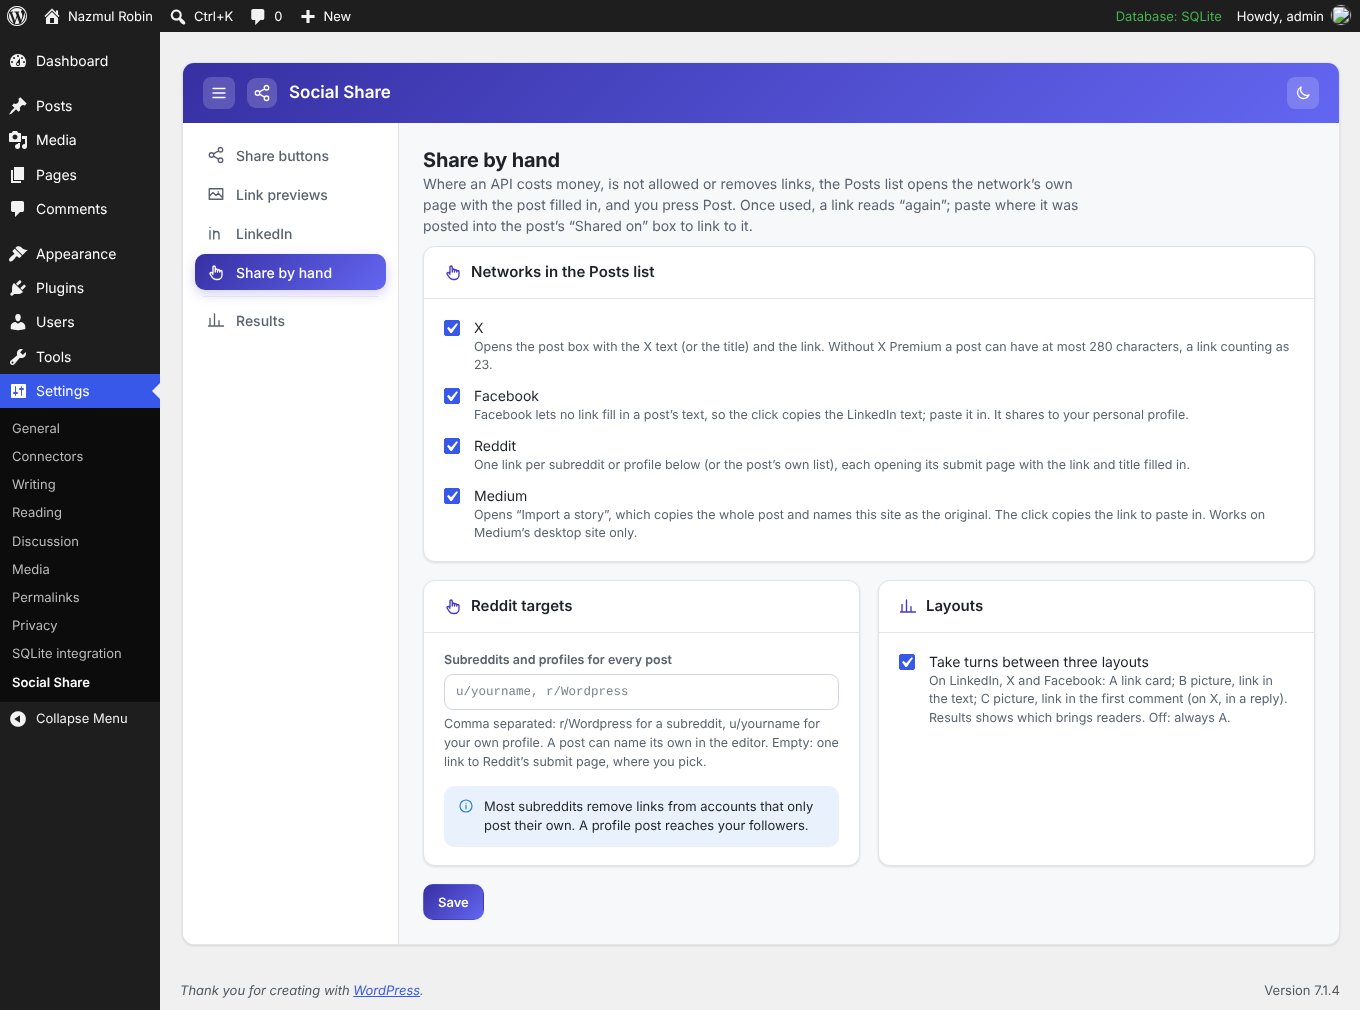 Nazmul Robin
Ctrl+K
0
New
Database: SQLite
Howdy, admin
Dashboard
Posts
Media
Pages
Comments
Appearance
Plugins
Users
Tools
Settings
General
Connectors
Writing
Reading
Discussion
Media
Permalinks
Privacy
SQLite integration
Social Share
Collapse Menu
Social Share
Share buttons
Link previews
in LinkedIn
Share by hand
Results
Share by hand
Where an API costs money, is not allowed or removes links, the Posts list opens the network’s own
page with the post filled in, and you press Post. Once used, a link reads “again”; paste where it was
posted into the post’s “Shared on” box to link to it.
Networks in the Posts list
X
Opens the post box with the X text (or the title) and the link. Without X Premium a post can have at most 280 characters, a link counting as
23.
Facebook
Facebook lets no link fill in a post’s text, so the click copies the LinkedIn text; paste it in. It shares to your personal profile.
Reddit
One link per subreddit or profile below (or the post’s own list), each opening its submit page with the link and title filled in.
Medium
Opens “Import a story”, which copies the whole post and names this site as the original. The click copies the link to paste in. Works on
Medium’s desktop site only.
Reddit targets
Subreddits and profiles for every post
u/yourname, r/Wordpress
Comma separated: r/Wordpress for a subreddit, u/yourname for
your own profile. A post can name its own in the editor. Empty: one
link to Reddit’s submit page, where you pick.
Most subreddits remove links from accounts that only
post their own. A profile post reaches your followers.
Layouts
Take turns between three layouts
On LinkedIn, X and Facebook: A link card; B picture, link in
the text; C picture, link in the first comment (on X, in a reply).
Results shows which brings readers. Off: always A.
Save
Thank you for creating with WordPress.
Version 7.1.4